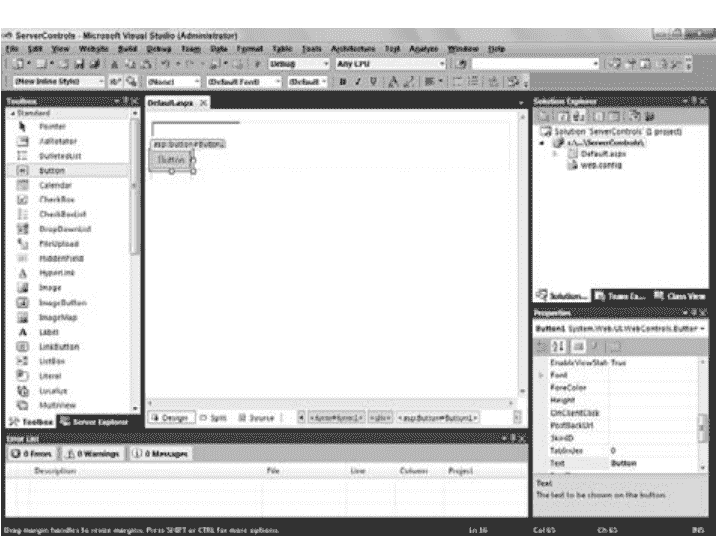 ServerControls - Microsoft Visual Studio (Administrator)
File Edit View Website Build Debug Team Data Format Table Tools Architecture Test Analyze Window Help
Debug Any CPU
(New Inline Style) (None) (Default Font) (Default
Toolbox
Standard
Pointer
AdRotator
BulletedList
Button
Calendar
CheckBox
CheckBoxList
DropDownList
FileUpload
HiddenField
HyperLink
Image
ImageButton
ImageMap
Label
LinkButton
ListBox
Literal
Localize
MultiView
Toolbox Server Explorer
Default.aspx
asp:button#Button1
Button
Design Split Source <form#form1> <div> <asp:Button#Button1>
Solution Explorer
Solution 'ServerControls' (1 project)
C:\...\ServerControls\
Default.aspx
web.config
Solution... Team Ex... Class View
Properties
Button1 System.Web.UI.WebControls.Button
EnableViewStat True
Font
ForeColor
Height
OnClientClick
PostBackUrl
SkinID
TabIndex 0
Text Button
Text
The text to be shown on the button.
Error List
0 Errors 0 Warnings 0 Messages
Description File Line Column Project
Drag margin handles to resize margins. Press SHIFT or CTRL for more options. Ln 16 Col 65 Ch 65 INS